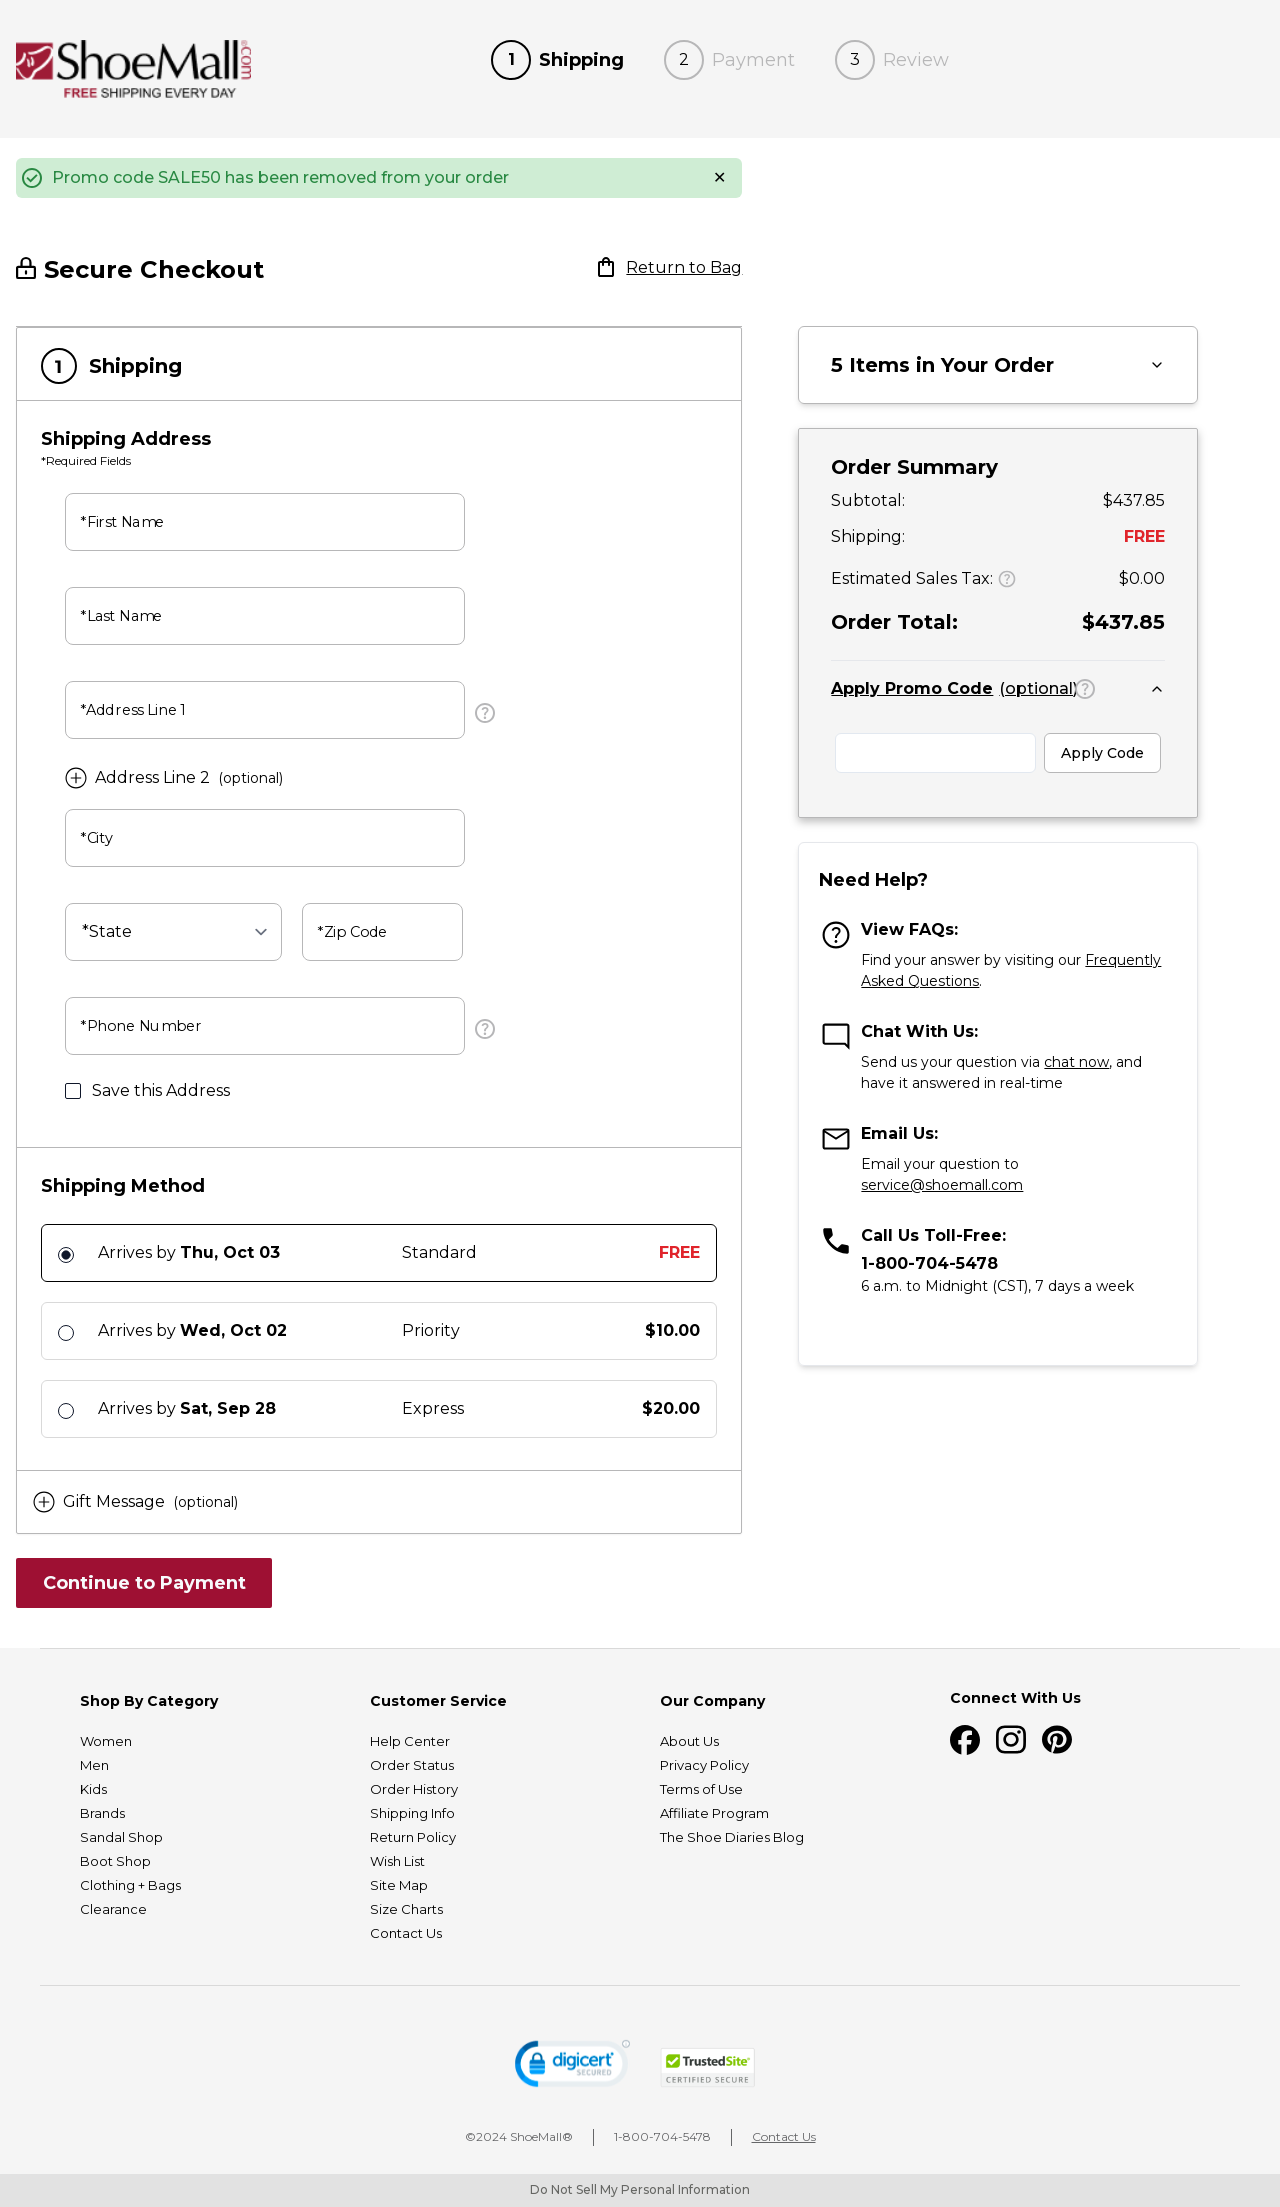 ShoeMall.com
FREE SHIPPING EVERY DAY
1 Shipping
2 Payment
3 Review
Promo code SALE50 has been removed from your order
Secure Checkout
Return to Bag
1 Shipping
Shipping Address
*Required Fields
*First Name
*Last Name
*Address Line 1
Address Line 2 (optional)
*City
*State
*Zip Code
*Phone Number
Save this Address
Shipping Method
Arrives by Thu, Oct 03 Standard FREE
Arrives by Wed, Oct 02 Priority $10.00
Arrives by Sat, Sep 28 Express $20.00
Gift Message (optional)
Continue to Payment
5 Items in Your Order
Order Summary
Subtotal: $437.85
Shipping: FREE
Estimated Sales Tax: $0.00
Order Total: $437.85
Apply Promo Code (optional)
Apply Code
Need Help?
View FAQs:
Find your answer by visiting our Frequently
Asked Questions.
Chat With Us:
Send us your question via chat now, and
have it answered in real-time
Email Us:
Email your question to
service@shoemall.com
Call Us Toll-Free:
1-800-704-5478
6 a.m. to Midnight (CST), 7 days a week
Shop By Category
Women
Men
Kids
Brands
Sandal Shop
Boot Shop
Clothing + Bags
Clearance
Customer Service
Help Center
Order Status
Order History
Shipping Info
Return Policy
Wish List
Site Map
Size Charts
Contact Us
Our Company
About Us
Privacy Policy
Terms of Use
Affiliate Program
The Shoe Diaries Blog
Connect With Us
digicert
SECURED
TrustedSite
CERTIFIED SECURE
©2024 ShoeMall®
1-800-704-5478
Contact Us
Do Not Sell My Personal Information